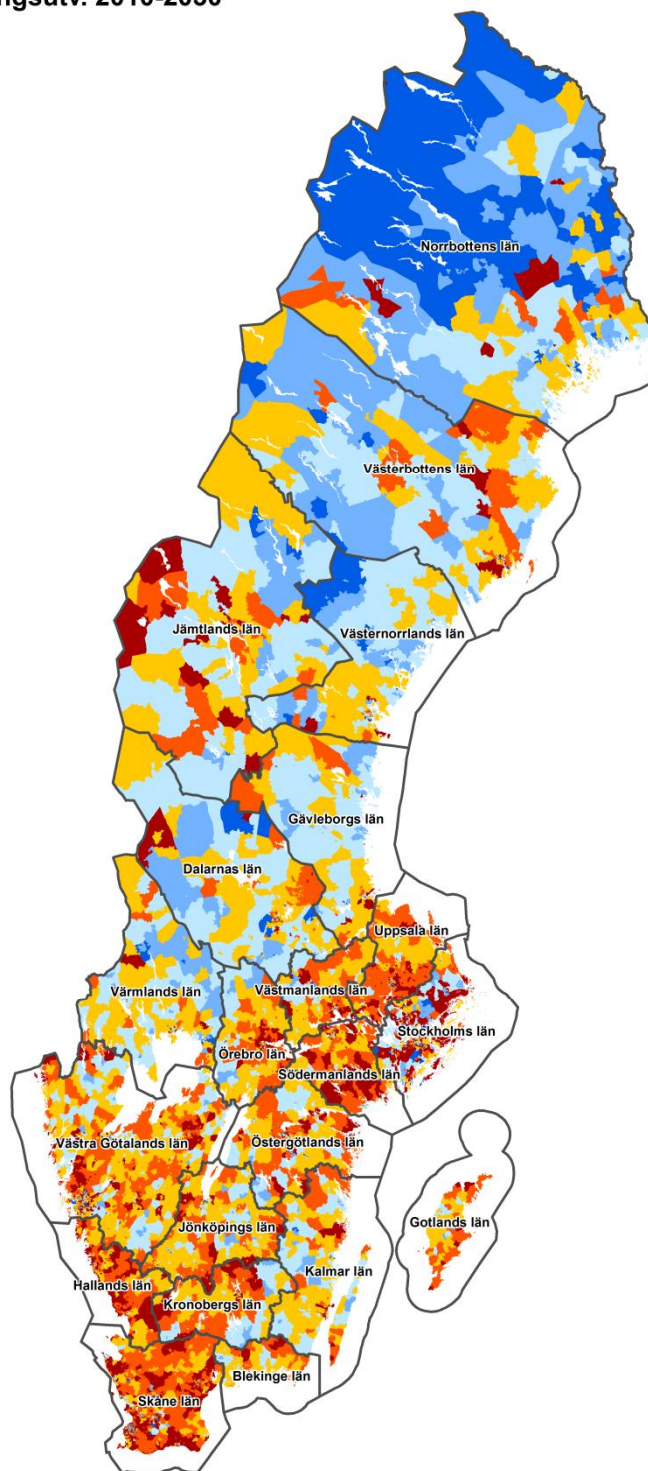 ngsutv.
Norrbottens län
Västerbottens län
Jämtlands län
Västernorrlands län
Gävleborgs län
Dalarnas län
Uppsala län
Värmlands län
Västmanlands län
Stockholms län
Örebro län
Södermanlands län
Västra Götalands län
Östergötlands län
Gotlands län
Jönköpings län
Kalmar län
Hallands län
Kronobergs län
Blekinge län
Skåne län